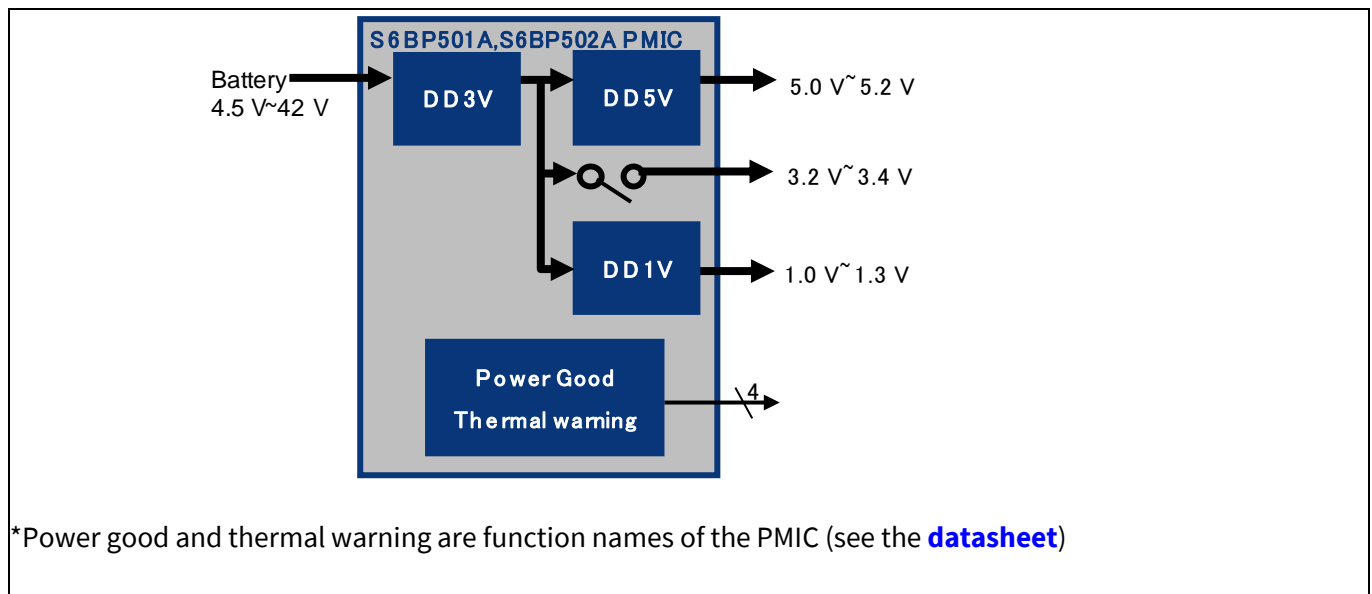 S6BP501A,S6BP502A PMIC
Battery
4.5 V~42 V
DD3V
DD5V
5.0 V~5.2 V
3.2 V~3.4 V
DD1V
1.0 V~1.3 V
Power Good
Thermal warning
4
*Power good and thermal warning are function names of the PMIC (see the datasheet)